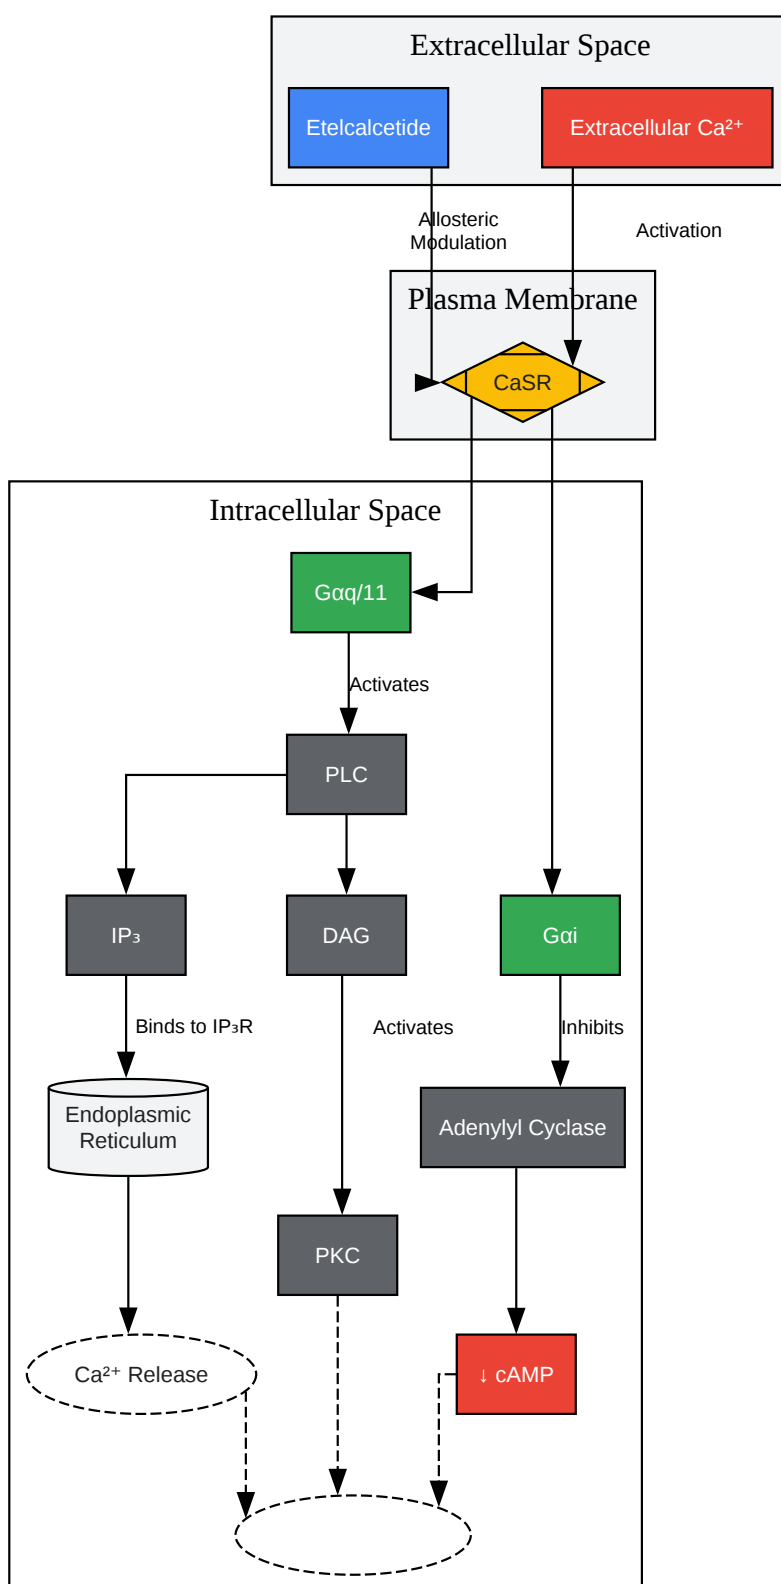 Extracellular Space
Etelcalcetide
Extracellular Ca²⁺
Allosteric
Modulation
Activation
Plasma Membrane
CaSR
Intracellular Space
Gαq/11
Activates
PLC
IP₃
DAG
Gαi
Binds to IP₃R
Activates
Inhibits
Endoplasmic
Reticulum
Adenylyl Cyclase
PKC
Ca²⁺ Release
↓ cAMP